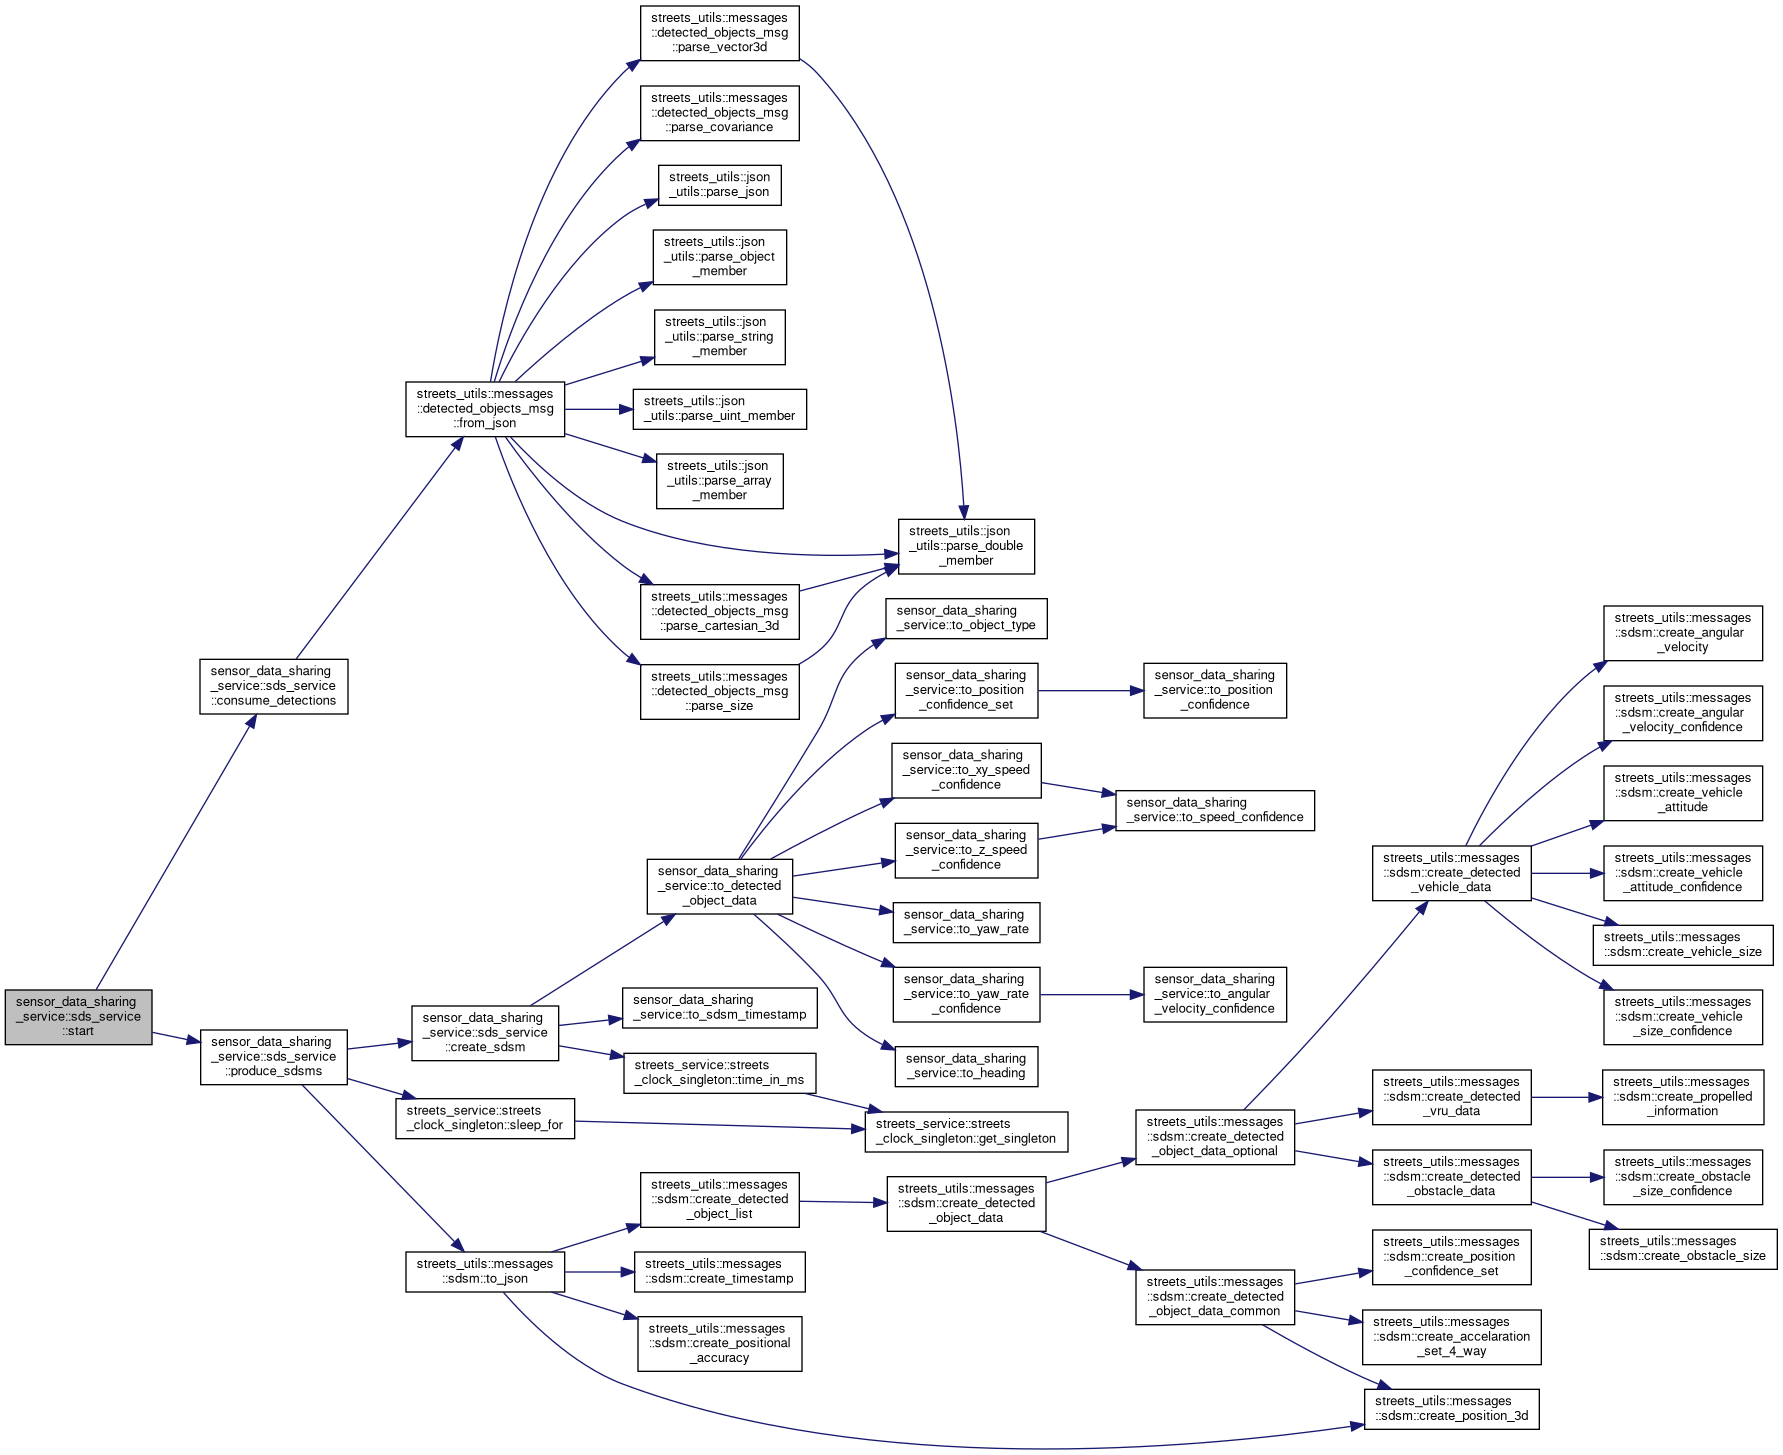 streets_utils::messages
::detected_objects_msg
::parse_vector3d
streets_utils::messages
::detected_objects_msg
::parse_covariance
streets_utils::json
_utils::parse_json
streets_utils::json
_utils::parse_object
_member
streets_utils::json
_utils::parse_string
_member
streets_utils::messages
::detected_objects_msg
::from_json
streets_utils::json
_utils::parse_uint_member
streets_utils::json
_utils::parse_array
_member
streets_utils::json
_utils::parse_double
_member
streets_utils::messages
::detected_objects_msg
::parse_cartesian_3d
streets_utils::messages
::detected_objects_msg
::parse_size
sensor_data_sharing
_service::sds_service
::consume_detections
sensor_data_sharing
_service::to_object_type
sensor_data_sharing
_service::to_position
_confidence_set
sensor_data_sharing
_service::to_position
_confidence
sensor_data_sharing
_service::to_xy_speed
_confidence
sensor_data_sharing
_service::to_speed_confidence
sensor_data_sharing
_service::to_z_speed
_confidence
sensor_data_sharing
_service::to_detected
_object_data
sensor_data_sharing
_service::to_yaw_rate
sensor_data_sharing
_service::to_yaw_rate
_confidence
sensor_data_sharing
_service::to_angular
_velocity_confidence
sensor_data_sharing
_service::to_heading
streets_utils::messages
::sdsm::create_angular
_velocity
streets_utils::messages
::sdsm::create_angular
_velocity_confidence
streets_utils::messages
::sdsm::create_vehicle
_attitude
streets_utils::messages
::sdsm::create_detected
_vehicle_data
streets_utils::messages
::sdsm::create_vehicle
_attitude_confidence
streets_utils::messages
::sdsm::create_vehicle_size
streets_utils::messages
::sdsm::create_vehicle
_size_confidence
sensor_data_sharing
_service::sds_service
::start
sensor_data_sharing
_service::sds_service
::produce_sdsms
sensor_data_sharing
_service::sds_service
::create_sdsm
sensor_data_sharing
_service::to_sdsm_timestamp
streets_service::streets
_clock_singleton::time_in_ms
streets_service::streets
_clock_singleton::sleep_for
streets_service::streets
_clock_singleton::get_singleton
streets_utils::messages
::sdsm::create_detected
_object_data_optional
streets_utils::messages
::sdsm::create_detected
_vru_data
streets_utils::messages
::sdsm::create_propelled
_information
streets_utils::messages
::sdsm::create_detected
_obstacle_data
streets_utils::messages
::sdsm::create_obstacle
_size_confidence
streets_utils::messages
::sdsm::create_obstacle_size
streets_utils::messages
::sdsm::create_detected
_object_list
streets_utils::messages
::sdsm::create_detected
_object_data
streets_utils::messages
::sdsm::to_json
streets_utils::messages
::sdsm::create_timestamp
streets_utils::messages
::sdsm::create_positional
_accuracy
streets_utils::messages
::sdsm::create_detected
_object_data_common
streets_utils::messages
::sdsm::create_position
_confidence_set
streets_utils::messages
::sdsm::create_accelaration
_set_4_way
streets_utils::messages
::sdsm::create_position_3d